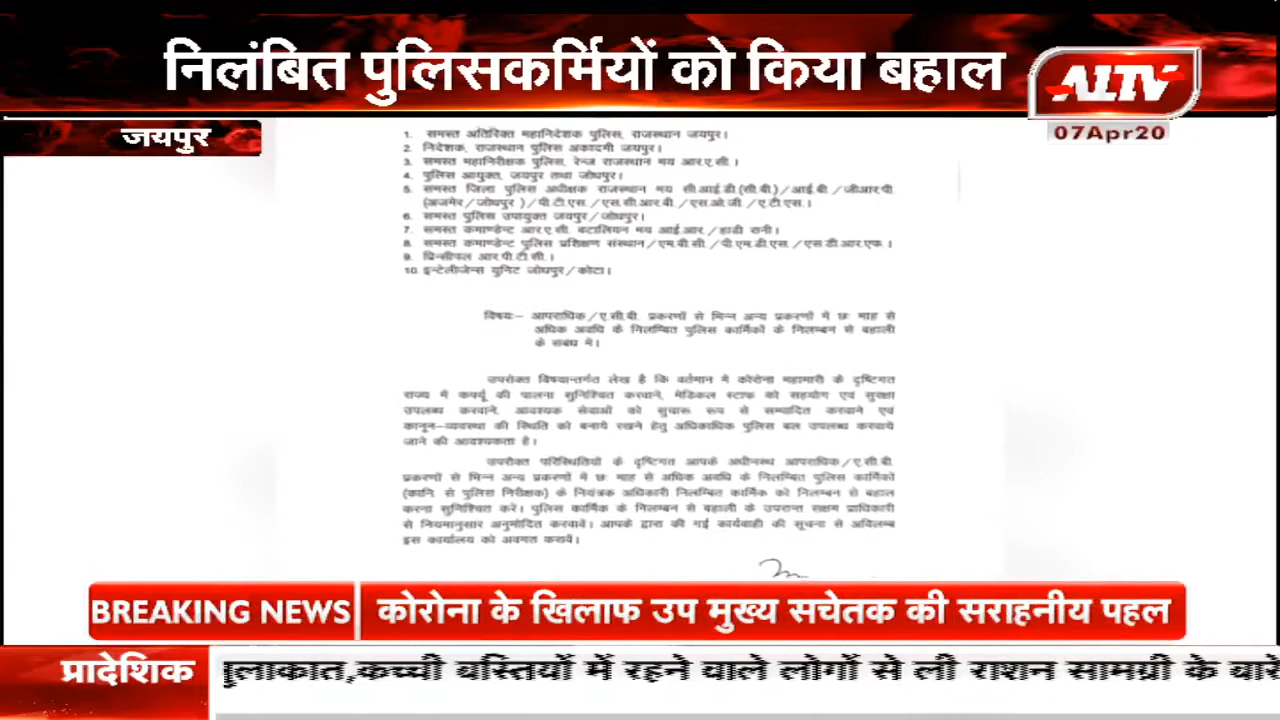 निलंबित पुलिसकर्मियों को किया बहाल
ALTV
07Apr20
जयपुर
1. समस्त अतिरिक्त महानिदेशक पुलिस, राजस्थान जयपुर।
2. निदेशक, राजस्थान पुलिस अकादमी जयपुर।
3. समस्त महानिरीक्षक पुलिस, रेन्ज राजस्थान मय आर.ए.सी.।
4. पुलिस आयुक्त, जयपुर तथा जोधपुर।
5. समस्त जिला पुलिस अधीक्षक राजस्थान मय सी.आई.डी(सी.बी.)/आई.बी./जीआर.पी.
(अजमेर/जोधपुर )/पी.टी.एस./एस.सी.आर.बी./एस.ओ.जी./ए.टी.एस.।
6. समस्त पुलिस उपायुक्त जयपुर/जोधपुर।
7. समस्त कमाण्डेन्ट आर.ए.सी. बटालियन मय आई.आर./हाडी रानी।
8. समस्त कमाण्डेन्ट पुलिस प्रशिक्षण संस्थान/एम.बी.सी./पी.एम.डी.एस./एस.डी.आर.एफ.।
9. प्रिन्सीपल आर.पी.टी.सी.।
10. इन्टेलीजेन्स युनिट जोधपुर/कोटा।
विषयः- आपराधिक/ए.सी.बी. प्रकरणों से भिन्न अन्य प्रकरणों में छः माह से
अधिक अवधि के निलम्बित पुलिस कार्मिकों के निलम्बन से बहाली
के संबंध में।
उपरोक्त विषयान्तर्गत लेख है कि वर्तमान में कोरोना महामारी के दृष्टिगत
राज्य में कर्फ्यू की पालना सुनिश्चित करवाने, मेडिकल स्टाफ को सहयोग एवं सुरक्षा
उपलब्ध करवाने, आवश्यक सेवाओं को सुचारू रूप से सम्पादित करवाने एवं
कानून-व्यवस्था की स्थिति को बनाये रखने हेतु अधिकाधिक पुलिस बल उपलब्ध करवाये
जाने की आवश्यकता है।
उपरोक्त परिस्थितियों के दृष्टिगत आपके अधीनस्थ आपराधिक/ए.सी.बी.
प्रकरणों से भिन्न अन्य प्रकरणों में छः माह से अधिक अवधि के निलम्बित पुलिस कार्मिकों
(कानि. से पुलिस निरीक्षक) के नियंत्रक अधिकारी निलम्बित कार्मिक को निलम्बन से बहाल
करना सुनिश्चित करें। पुलिस कार्मिक के निलम्बन से बहाली के उपरान्त सक्षम प्राधिकारी
से नियमानुसार अनुमोदित करवावें। आपके द्वारा की गई कार्यवाही की सूचना से अविलम्ब
इस कार्यालय को अवगत करावें।
BREAKING NEWS कोरोना के खिलाफ उप मुख्य सचेतक की सराहनीय पहल
प्रादेशिक ,कच्ची बस्तियों में रहने वाले लोगों से ली राशन सामग्री के बारे